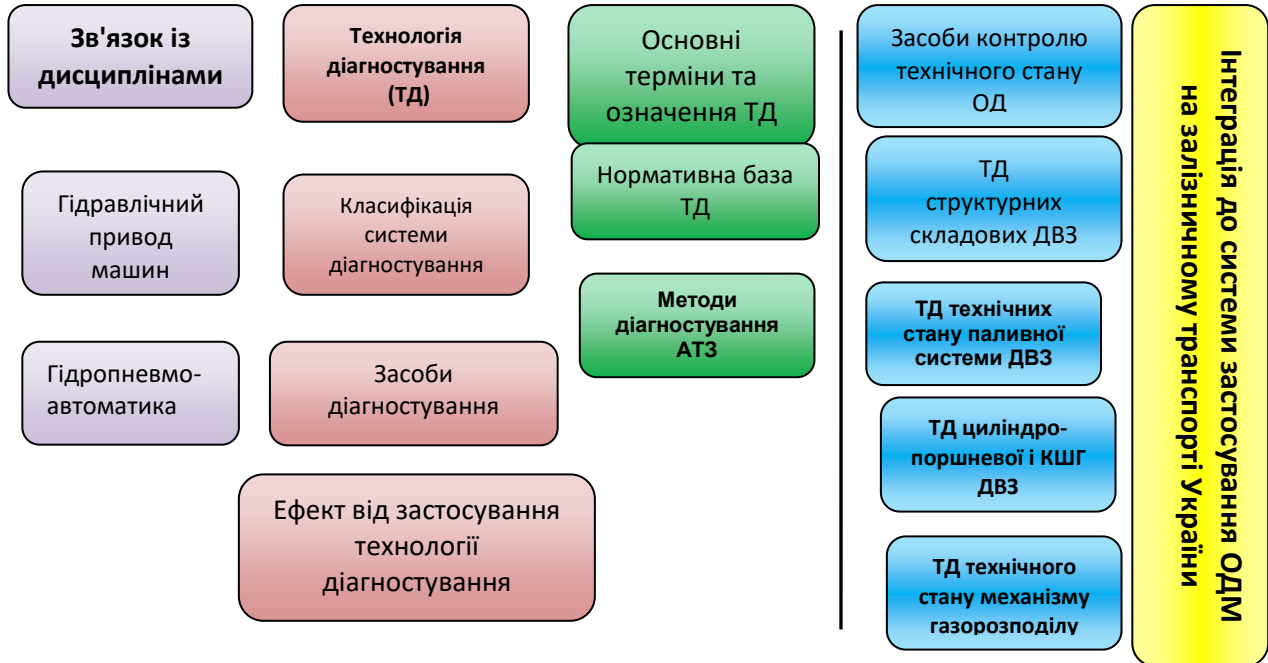 Зв'язок із
дисциплінами
Гідравлічний
привод
машин
Гідропневмо-
автоматика
Технологія
діагностування
(ТД)
Класифікація
системи
діагностування
Засоби
діагностування
Ефект від застосування
технології
діагностування
Основні
терміни та
означення ТД
Нормативна база
ТД
Методи
діагностування
АТЗ
Засоби контролю
технічного стану
ОД
ТД
структурних
складових ДВЗ
ТД технічних
стану паливної
системи ДВЗ
ТД циліндро-
поршневої і КШГ
ДВЗ
ТД технічного
стану механізму
газорозподілу
Інтеграція до системи застосування ОДМ
на залізничному транспорті України